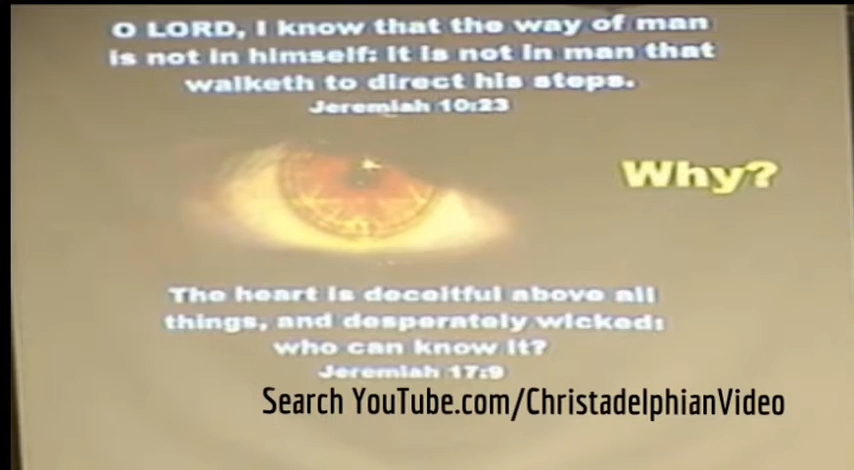 O LORD, I know that the way of man
is not in himself: it is not in man that
walketh to direct his steps.
Jeremiah 10:23
Why?
The heart is deceitful above all
things, and desperately wicked:
who can know it?
Jeremiah 17:9
Search YouTube.com/ChristadelphianVideo